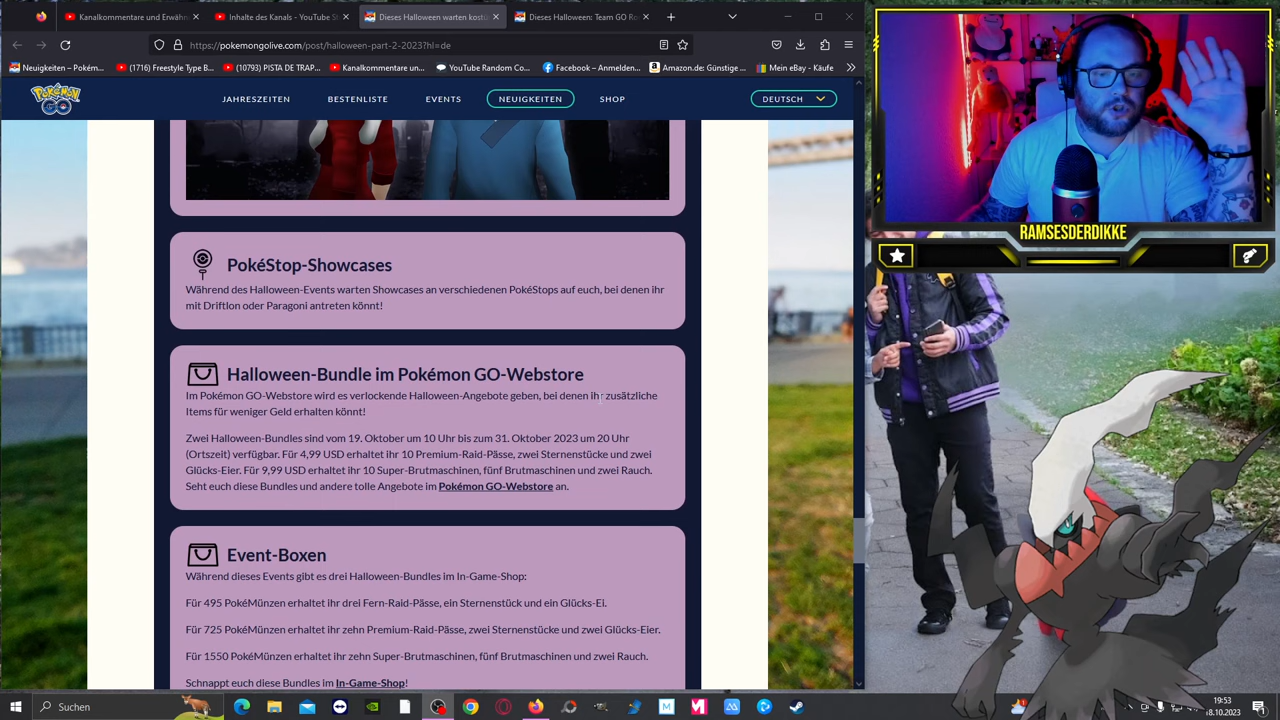 Kanalkommentare und Erwähn
Inhalte des Kanals - YouTube S
Dieses Halloween warten kostü
Dieses Halloween: Team GO Ro
https://pokemongolive.com/post/halloween-part-2-2023?hl=de
Neuigkeiten – Pokém...
(1716) Freestyle Type B...
(10793) PUTA DE TRAP...
Kanalkommentare un...
YouTube Random Co...
Facebook – Anmelden...
Amazon.de: Günstige ...
Mein eBay - Käufe
Pokémon GO
JAHRESZEITEN
BESTENLISTE
EVENTS
NEUIGKEITEN
SHOP
DEUTSCH
PokéStop-Showcases
Während des Halloween-Events warten Showcases an verschiedenen PokéStops auf euch, bei denen ihr
mit Driftlon oder Paragoni antreten könnt!
Halloween-Bundle im Pokémon GO-Webstore
Im Pokémon GO-Webstore wird es verlockende Halloween-Angebote geben, bei denen ihr zusätzliche
Items für weniger Geld erhalten könnt!
Zwei Halloween-Bundles sind vom 19. Oktober um 10 Uhr bis zum 31. Oktober 2023 um 20 Uhr
(Ortszeit) verfügbar. Für 4,99 USD erhaltet ihr 10 Premium-Raid-Pässe, zwei Sternenstücke und zwei
Glücks-Eier. Für 9,99 USD erhaltet ihr 10 Super-Brutmaschinen, fünf Brutmaschinen und zwei Rauch.
Seht euch diese Bundles und andere tolle Angebote im Pokémon GO-Webstore an.
Event-Boxen
Während dieses Events gibt es drei Halloween-Bundles im In-Game-Shop:
Für 495 PokéMünzen erhaltet ihr drei Fern-Raid-Pässe, ein Sternenstück und ein Glücks-Ei.
Für 725 PokéMünzen erhaltet ihr zehn Premium-Raid-Pässe, zwei Sternenstücke und zwei Glücks-Eier.
Für 1550 PokéMünzen erhaltet ihr zehn Super-Brutmaschinen, fünf Brutmaschinen und zwei Rauch.
Schnappt euch diese Bundles im In-Game-Shop!
RAMSESDERDIKKE
Suchen
19:53
18.10.2023